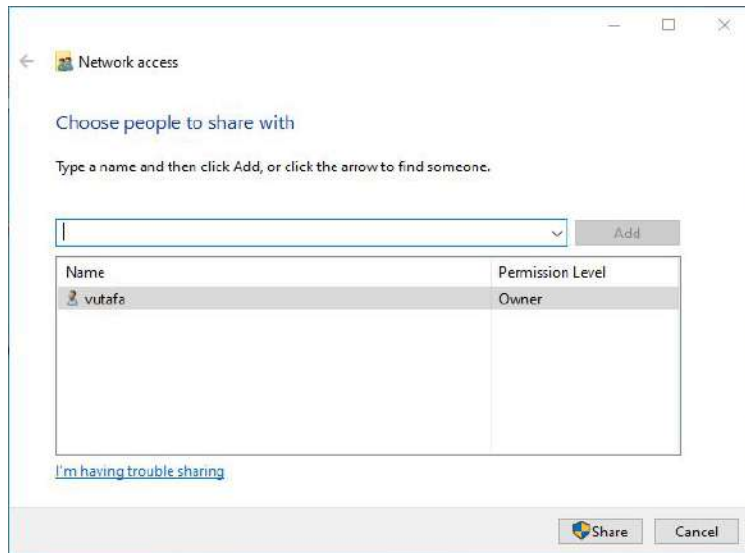 Network access
Choose people to share with
Type a name and then click Add, or click the arrow to find someone.
Add
Name Permission Level
vutafa Owner
I'm having trouble sharing
Share Cancel